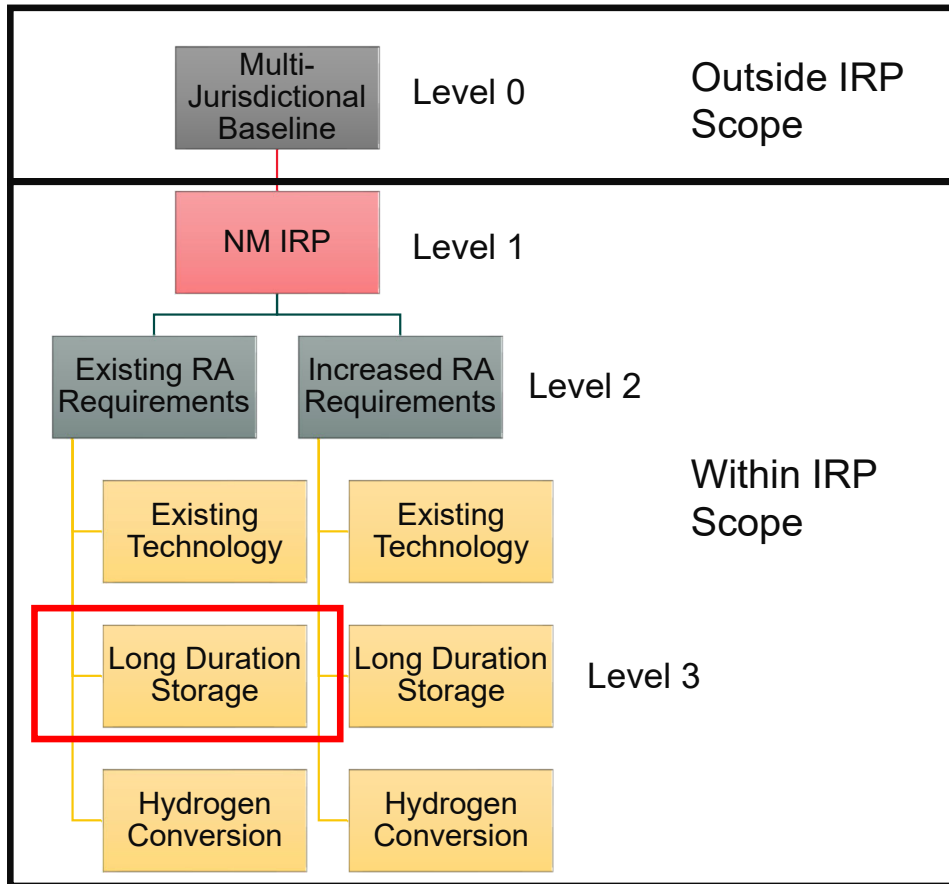 Multi-
Jurisdictional
Baseline
Level 0
Outside IRP
Scope
NM IRP
Level 1
Existing RA
Requirements
Increased RA
Requirements
Level 2
Within IRP
Scope
Existing
Technology
Existing
Technology
Long Duration
Storage
Long Duration
Storage
Level 3
Hydrogen
Conversion
Hydrogen
Conversion